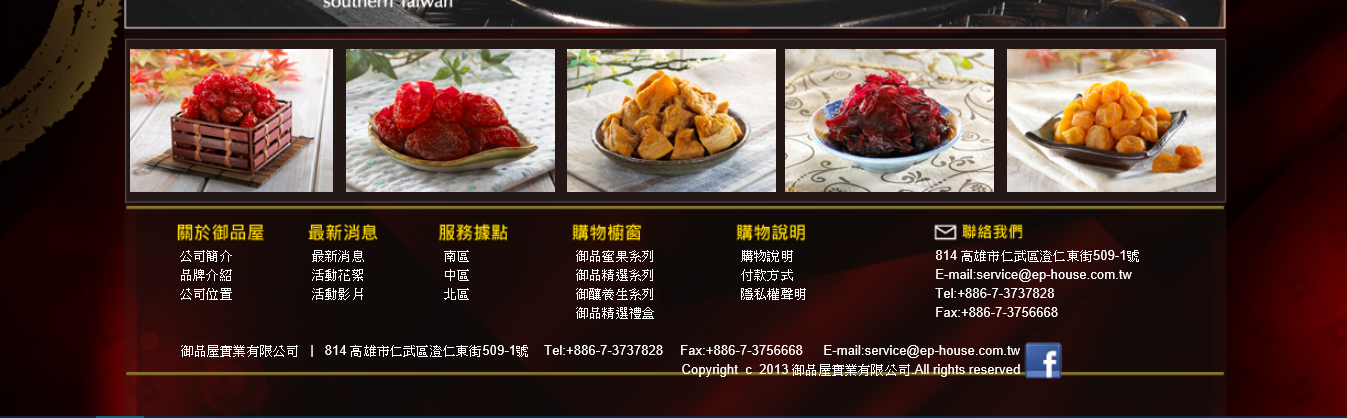 southern Taiwan
關於御品屋 最新消息 服務據點 購物櫥窗 購物說明 聯絡我們
公司簡介 最新消息 南區 御品蜜果系列 購物說明 814 高雄市仁武區澄仁東街509-1號
品牌介紹 活動花絮 中區 御品精選系列 付款方式 E-mail:service@ep-house.com.tw
公司位置 活動影片 北區 御釀養生系列 隱私權聲明 Tel:+886-7-3737828
御品精選禮盒 Fax:+886-7-3756668
御品屋實業有限公司 | 814 高雄市仁武區澄仁東街509-1號 Tel:+886-7-3737828 Fax:+886-7-3756668 E-mail:service@ep-house.com.tw
Copyright c 2013 御品屋實業有限公司.All rights reserved
f